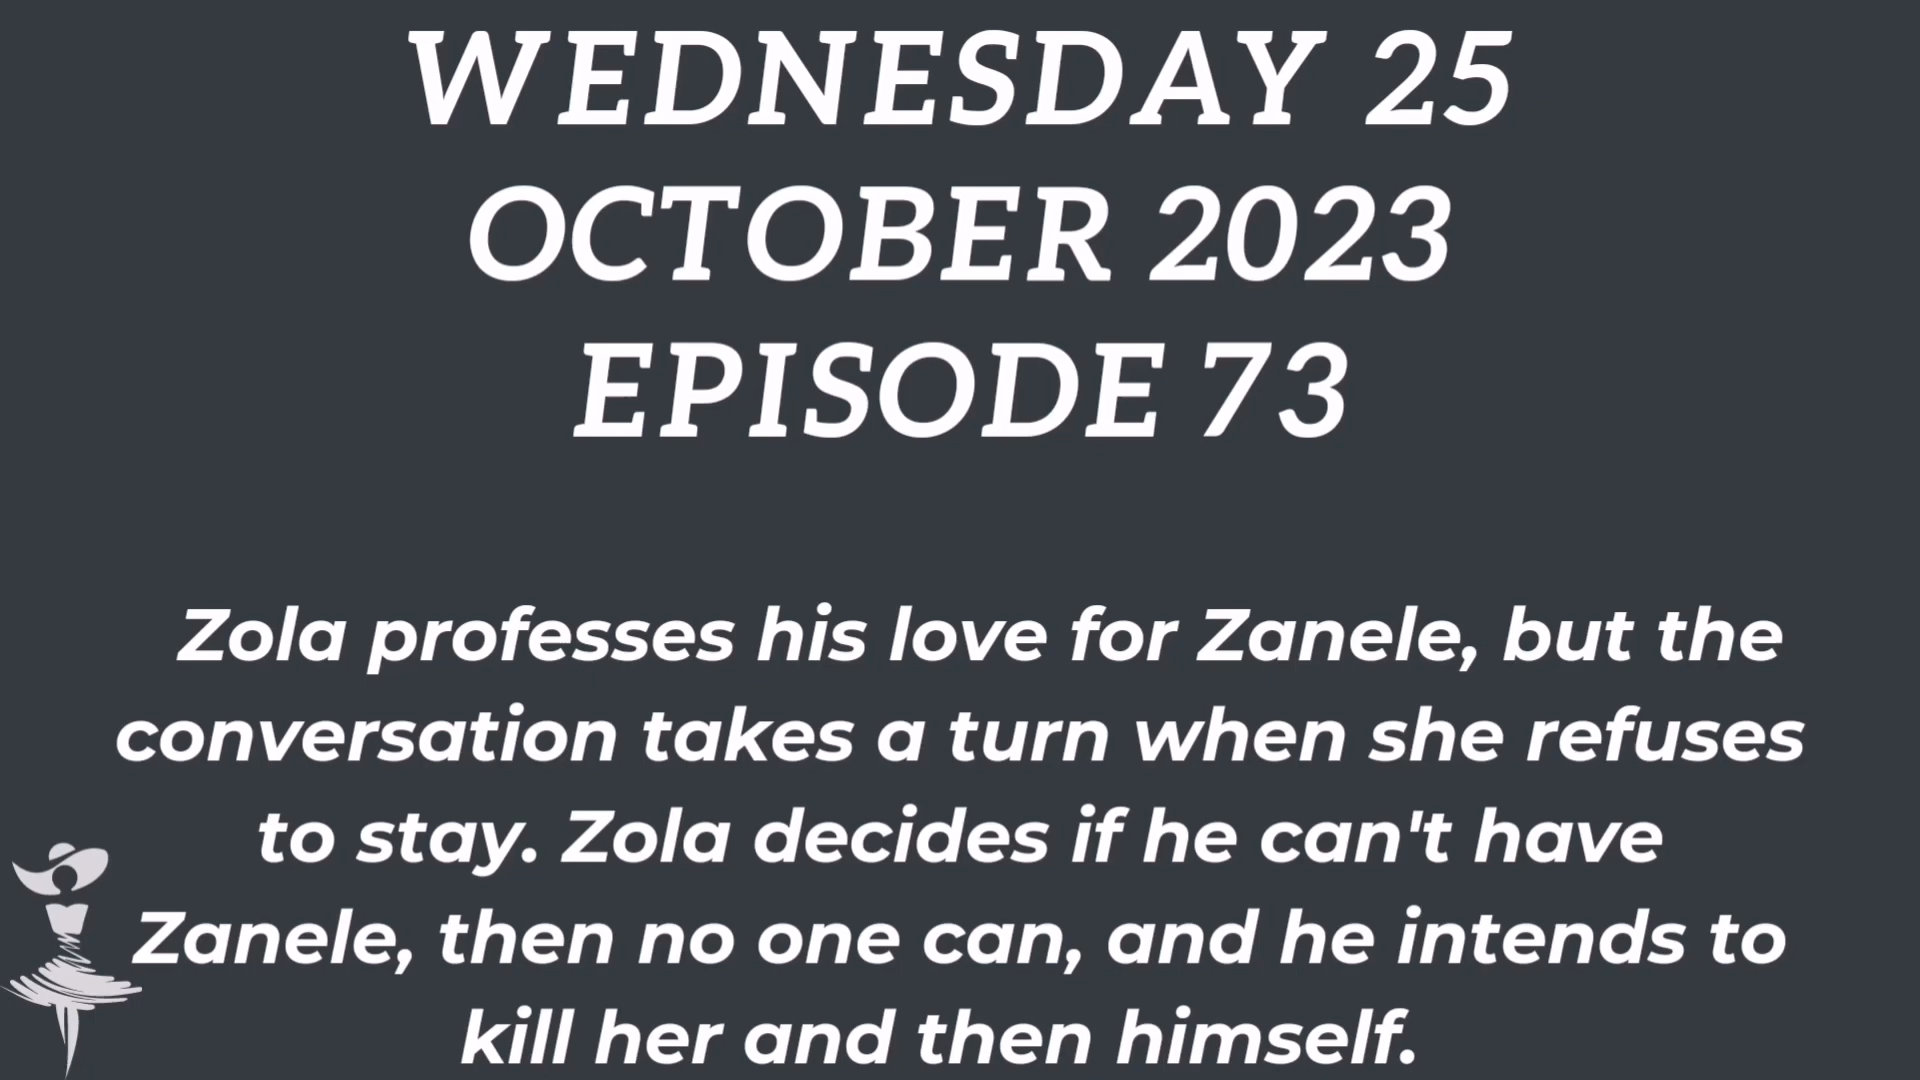 WEDNESDAY 25
OCTOBER 2023
EPISODE 73
Zola professes his love for Zanele, but the
conversation takes a turn when she refuses
to stay. Zola decides if he can't have
Zanele, then no one can, and he intends to
kill her and then himself.